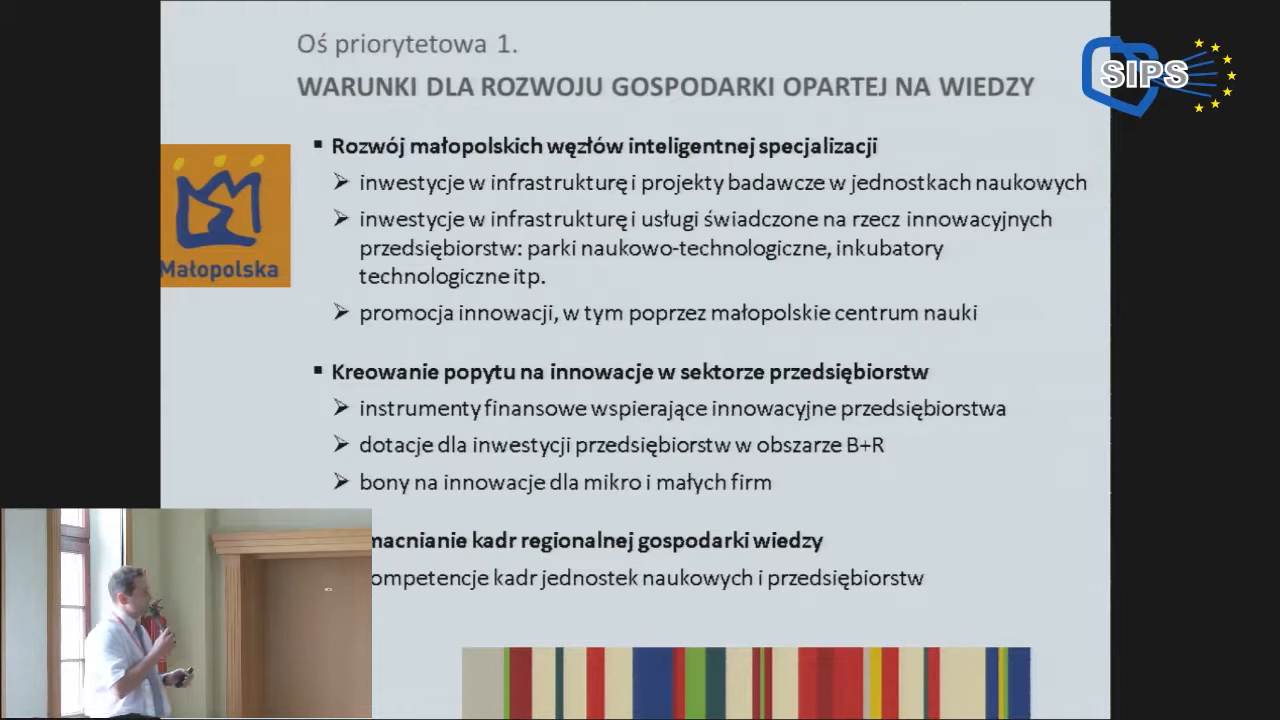 Oś priorytetowa 1.
WARUNKI DLA ROZWOJU GOSPODARKI OPARTEJ NA WIEDZY
SIPS
Rozwój małopolskich węzłów inteligentnej specjalizacji
inwestycje w infrastrukturę i projekty badawcze w jednostkach naukowych
inwestycje w infrastrukturę i usługi świadczone na rzecz innowacyjnych
przedsiębiorstw: parki naukowo-technologiczne, inkubatory
technologiczne itp.
Małopolska
promocja innowacji, w tym poprzez małopolskie centrum nauki
Kreowanie popytu na innowacje w sektorze przedsiębiorstw
instrumenty finansowe wspierające innowacyjne przedsiębiorstwa
dotacje dla inwestycji przedsiębiorstw w obszarze B+R
bony na innowacje dla mikro i małych firm
macnianie kadr regionalnej gospodarki wiedzy
ompetencje kadr jednostek naukowych i przedsiębiorstw